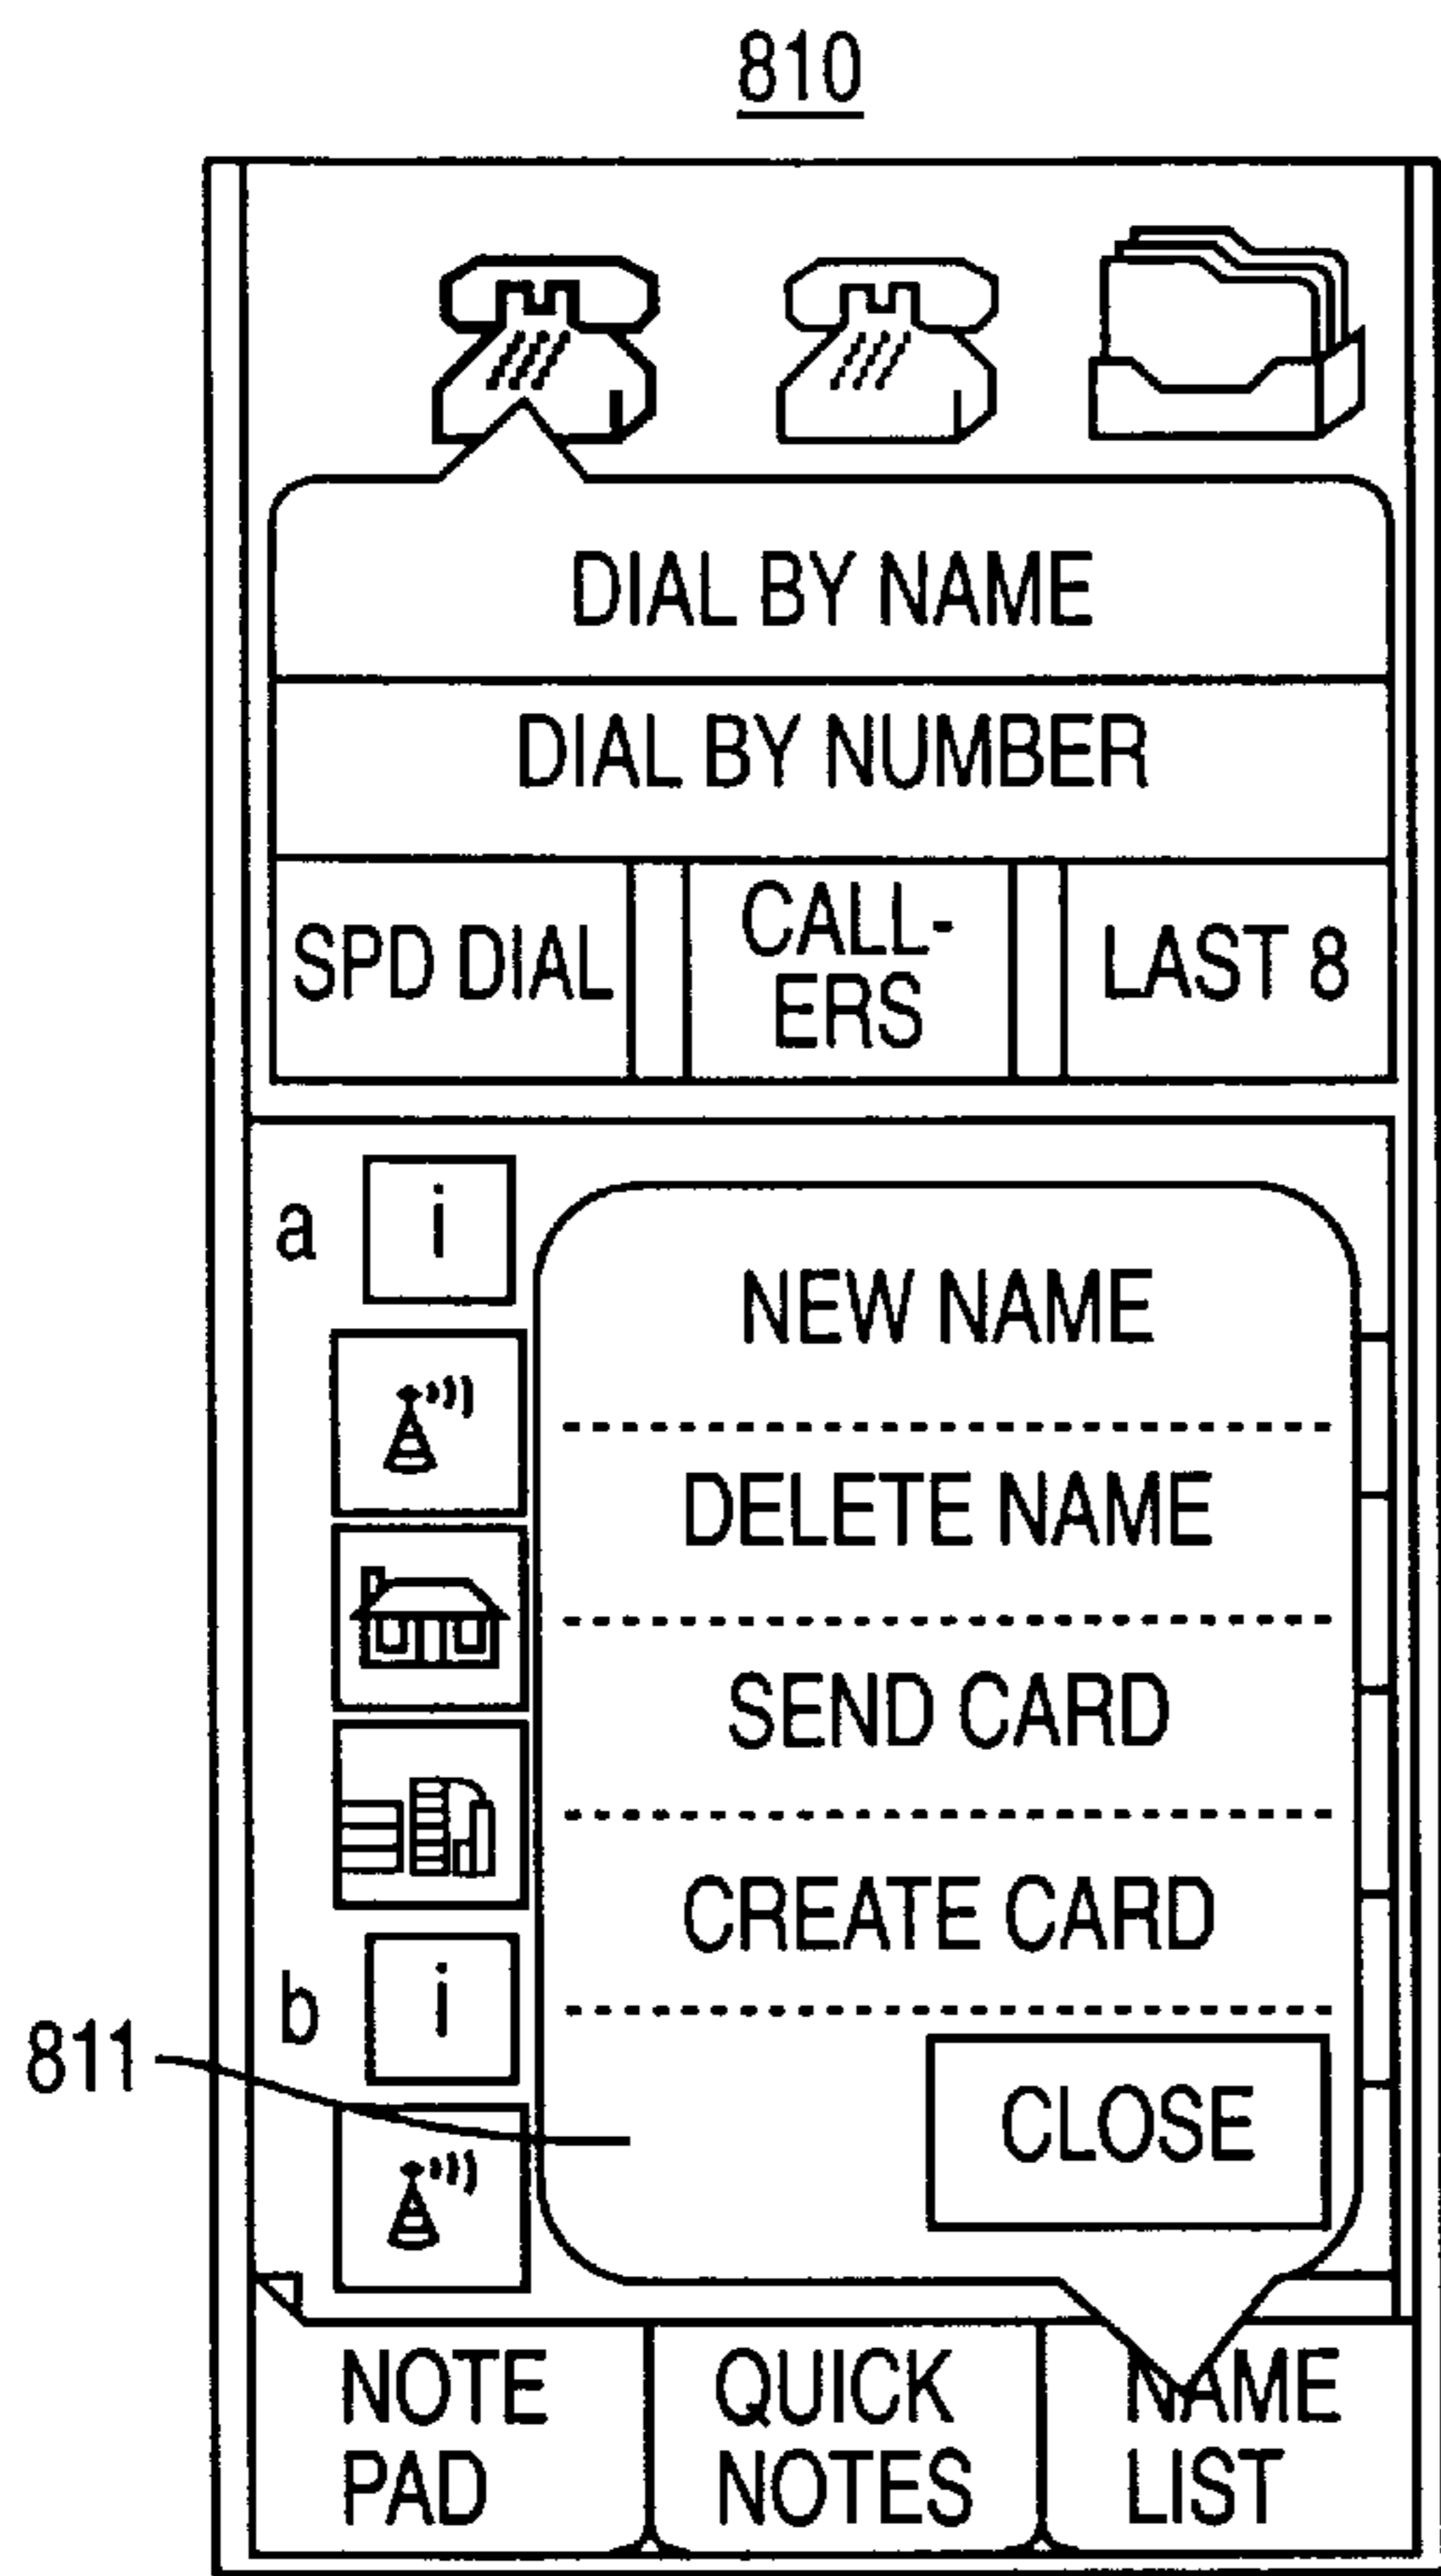 810
DIAL BY NAME
DIAL BY NUMBER
SPD DIAL
CALL-
ERS
LAST 8
a
i
NEW NAME
DELETE NAME
SEND CARD
CREATE CARD
b
i
811
CLOSE
NOTE
PAD
QUICK
NOTES
NAME
LIST